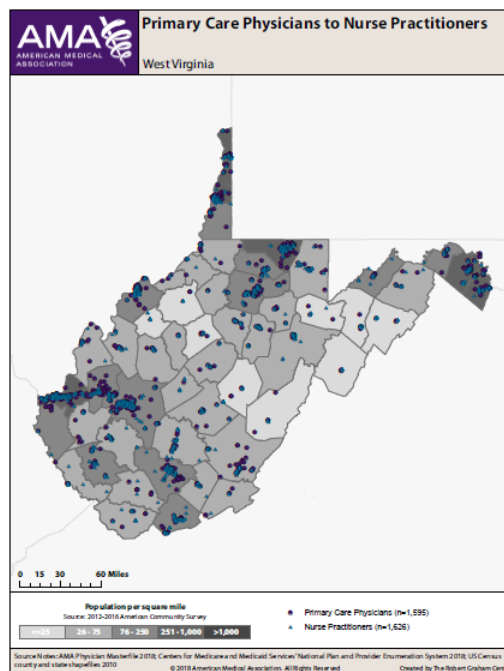 AMA
AMERICAN MEDICAL
ASSOCIATION
Primary Care Physicians to Nurse Practitioners
West Virginia
0 15 30 60 Miles
Population per square mile
Source: 2012-2016 American Community Survey
<=25 26 - 75 76 - 250 251 - 1,000 >1,000
Primary Care Physicians (n=1,595)
Nurse Practitioners (n=1,626)
Source Notes: AMA Physician Masterfile 2018; Centers for Medicare and Medicaid Services' National Plan and Provider Enumeration System 2018; US Census
county and state shapefiles 2010
© 2018 American Medical Association. All Rights Reserved
Created by The Robert Graham Cen